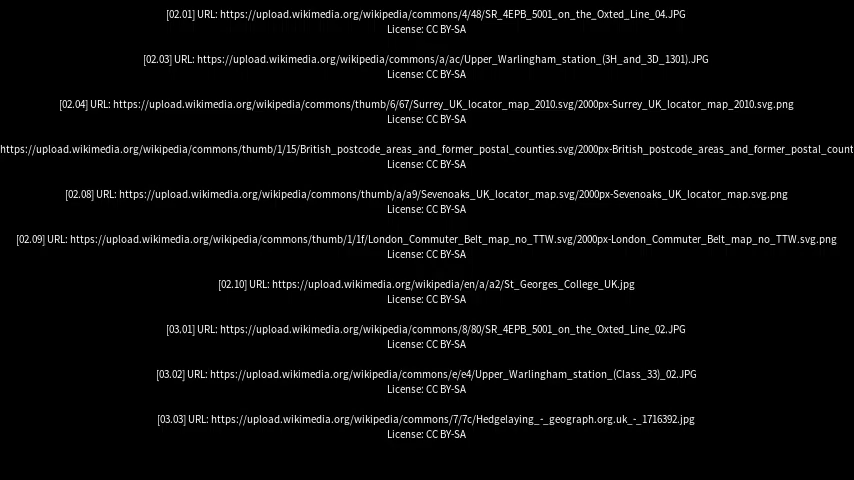 [02.01] URL: https://upload.wikimedia.org/wikipedia/commons/4/48/SR_4EPB_5001_on_the_Oxted_Line_04.JPG
License: CC BY-SA
[02.03] URL: https://upload.wikimedia.org/wikipedia/commons/a/ac/Upper_Warlingham_station_(3H_and_3D_1301).JPG
License: CC BY-SA
[02.04] URL: https://upload.wikimedia.org/wikipedia/commons/thumb/6/67/Surrey_UK_locator_map_2010.svg/2000px-Surrey_UK_locator_map_2010.svg.png
License: CC BY-SA
https://upload.wikimedia.org/wikipedia/commons/thumb/1/15/British_postcode_areas_and_former_postal_counties.svg/2000px-British_postcode_areas_and_former_postal_count
License: CC BY-SA
[02.08] URL: https://upload.wikimedia.org/wikipedia/commons/thumb/a/a9/Sevenoaks_UK_locator_map.svg/2000px-Sevenoaks_UK_locator_map.svg.png
License: CC BY-SA
[02.09] URL: https://upload.wikimedia.org/wikipedia/commons/thumb/1/1f/London_Commuter_Belt_map_no_TTW.svg/2000px-London_Commuter_Belt_map_no_TTW.svg.png
License: CC BY-SA
[02.10] URL: https://upload.wikimedia.org/wikipedia/en/a/a2/St_Georges_College_UK.jpg
License: CC BY-SA
[03.01] URL: https://upload.wikimedia.org/wikipedia/commons/8/80/SR_4EPB_5001_on_the_Oxted_Line_02.JPG
License: CC BY-SA
[03.02] URL: https://upload.wikimedia.org/wikipedia/commons/e/e4/Upper_Warlingham_station_(Class_33)_02.JPG
License: CC BY-SA
[03.03] URL: https://upload.wikimedia.org/wikipedia/commons/7/7c/Hedgelaying_-_geograph.org.uk_-_1716392.jpg
License: CC BY-SA